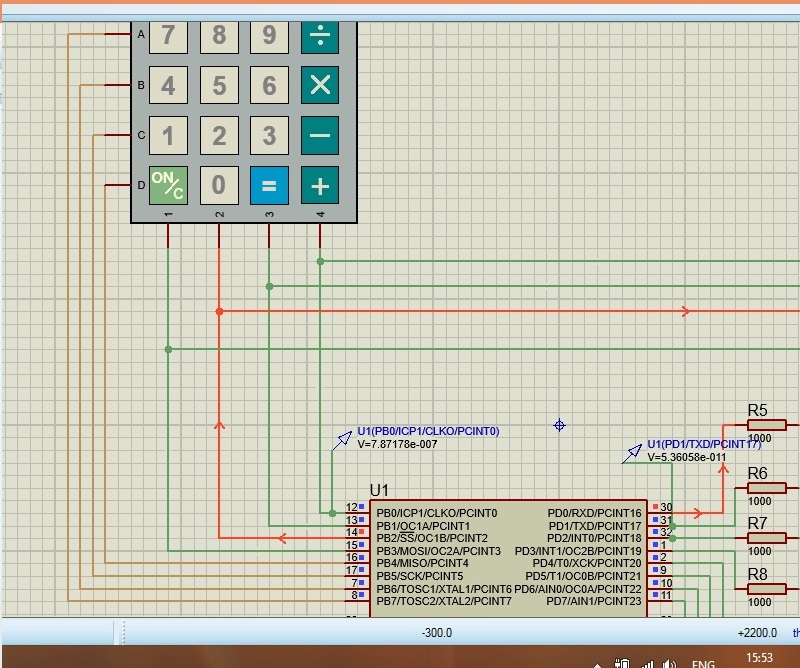 A 7 8 9 ÷
B 4 5 6 ×
C 1 2 3 −
D ON/C 0 = +
1 2 3 4
R5
1000
U1(PB0/ICP1/CLKO/PCINT0)
V=7.87178e-007
U1(PD1/TXD/PCINT17)
V=5.36058e-011
R6
1000
U1
12 PB0/ICP1/CLKO/PCINT0 PD0/RXD/PCINT16 30
13 PB1/OC1A/PCINT1 PD1/TXD/PCINT17 31
14 PB2/SS/OC1B/PCINT2 PD2/INT0/PCINT18 32
15 PB3/MOSI/OC2A/PCINT3 PD3/INT1/OC2B/PCINT19 1
16 PB4/MISO/PCINT4 PD4/T0/XCK/PCINT20 2
17 PB5/SCK/PCINT5 PD5/T1/OC0B/PCINT21 9
7 PB6/TOSC1/XTAL1/PCINT6 PD6/AIN0/OC0A/PCINT22 10
8 PB7/TOSC2/XTAL2/PCINT7 PD7/AIN1/PCINT23 11
R7
1000
R8
1000
-300.0 +2200.0 th
ENG 15:53